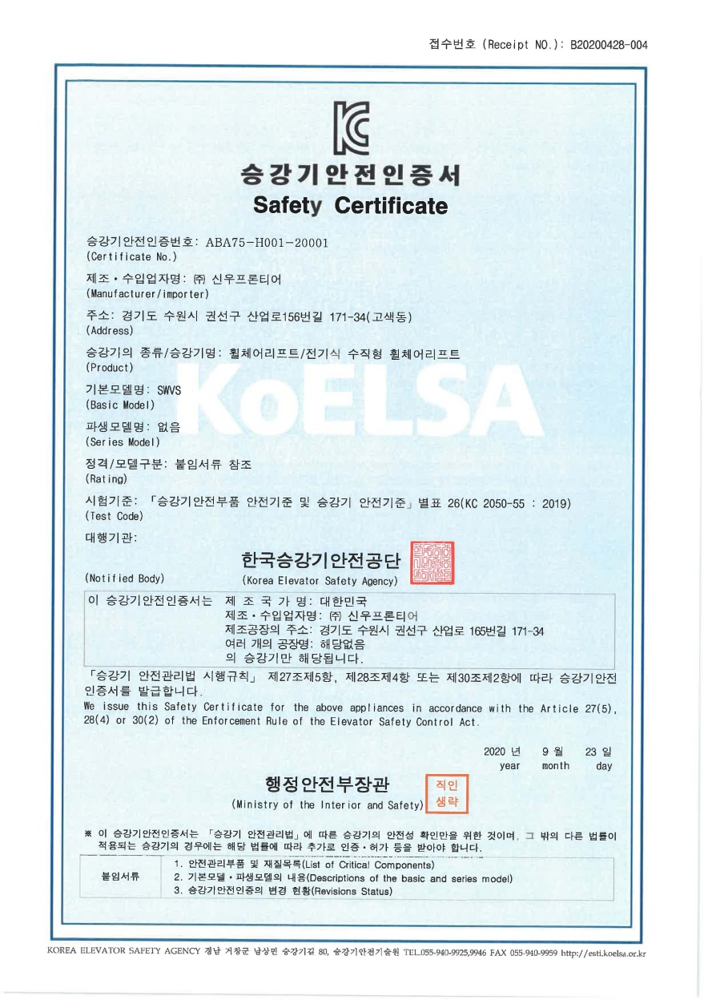 접수번호 (Receipt NO.): B20200428-004
KC
승강기안전인증서
Safety Certificate
승강기안전인증번호: ABA75-H001-20001
(Certificate No.)
제조·수입업자명: ㈜ 신우프론티어
(Manufacturer/importer)
주소: 경기도 수원시 권선구 산업로156번길 171-34(고색동)
(Address)
승강기의 종류/승강기명: 휠체어리프트/전기식 수직형 휠체어리프트
(Product)
KoELSA
기본모델명: SWVS
(Basic Model)
파생모델명: 없음
(Series Model)
정격/모델구분: 붙임서류 참조
(Rating)
시험기준: 「승강기안전부품 안전기준 및 승강기 안전기준」별표 26(KC 2050-55 : 2019)
(Test Code)
대행기관:
한국승강기안전공단
(Notified Body) (Korea Elevator Safety Agency)
이 승강기안전인증서는 제 조 국 가 명: 대한민국
제조·수입업자명: ㈜ 신우프론티어
제조공장의 주소: 경기도 수원시 권선구 산업로 165번길 171-34
여러 개의 공장명: 해당없음
의 승강기만 해당됩니다.
「승강기 안전관리법 시행규칙」 제27조제5항, 제28조제4항 또는 제30조제2항에 따라 승강기안전
인증서를 발급합니다.
We issue this Safety Certificate for the above appliances in accordance with the Article 27(5),
28(4) or 30(2) of the Enforcement Rule of the Elevator Safety Control Act.
2020 년 9 월 23 일
year month day
행정안전부장관 직인
(Ministry of the Interior and Safety) 생략
※ 이 승강기안전인증서는 「승강기 안전관리법」에 따른 승강기의 안전성 확인만을 위한 것이며, 그 밖의 다른 법률이
적용되는 승강기의 경우에는 해당 법률에 따라 추가로 인증·허가 등을 받아야 합니다.
붙임서류
1. 안전관리부품 및 재질목록(List of Critical Components)
2. 기본모델·파생모델의 내용(Descriptions of the basic and series model)
3. 승강기안전인증의 변경 현황(Revisions Status)
KOREA ELEVATOR SAFETY AGENCY 경남 거창군 남상면 승강기길 80, 승강기안전기술원 TEL.055-940-9925,9946 FAX 055-940-9959 http://esti.koelsa.or.kr